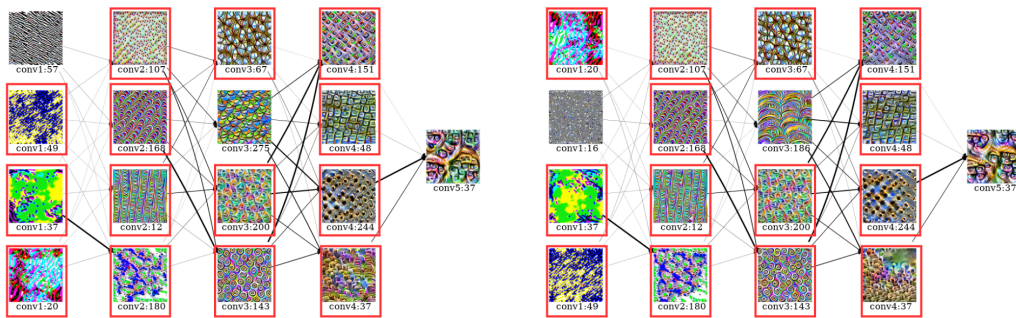 conv1:57
conv1:49
conv1:37
conv1:20
conv2:107
conv2:168
conv2:12
conv2:180
conv3:67
conv3:275
conv3:200
conv3:143
conv4:151
conv4:48
conv4:244
conv4:37
conv5:37
conv1:20
conv1:16
conv1:37
conv1:49
conv2:107
conv2:168
conv2:12
conv2:180
conv3:67
conv3:186
conv3:200
conv3:143
conv4:151
conv4:48
conv4:244
conv4:37
conv5:37